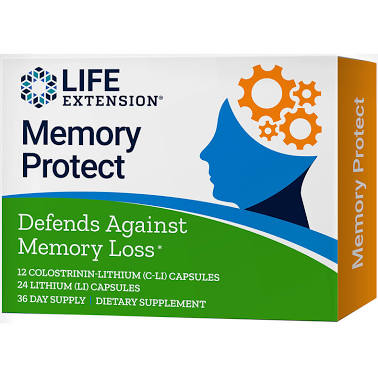 LIFE
EXTENSION®
Memory
Protect
Defends Against
Memory Loss*
12 COLOSTRININ-LITHIUM (C-LI) CAPSULES
24 LITHIUM (LI) CAPSULES
36 DAY SUPPLY | DIETARY SUPPLEMENT
Memory Protect